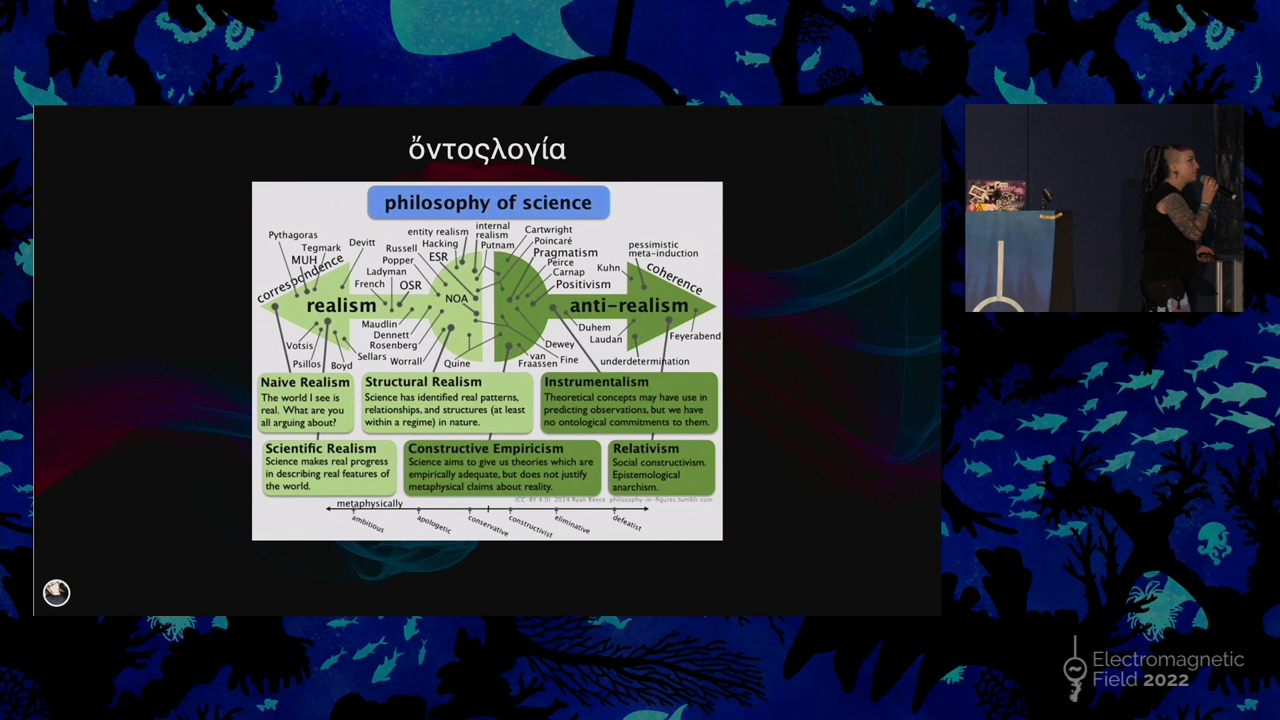 ὄντοςλογία
philosophy of science
Pythagoras
Tegmark
MUH
Devitt
correspondence
Russell
Popper
Ladyman
French
OSR
entity realism
Hacking
ESR
internal
realism
Putnam
Cartwright
Poincaré
Pragmatism
Peirce
Carnap
Positivism
pessimistic
meta-induction
Kuhn
coherence
realism
NOA
anti-realism
Votsis
Psillos
Boyd
Sellars
Maudlin
Dennett
Rosenberg
Worrall
Quine
van
Fraassen
Fine
Dewey
Duhem
Laudan
underdetermination
Feyerabend
Naive Realism
The world I see is
real. What are you
all arguing about?
Structural Realism
Science has identified real patterns,
relationships, and structures (at least
within a regime) in nature.
Instrumentalism
Theoretical concepts may have use in
predicting observations, but we have
no ontological commitments to them.
Scientific Realism
Science makes real progress
in describing real features of
the world.
Constructive Empiricism
Science aims to give us theories which are
empirically adequate, but does not justify
metaphysical claims about reality.
Relativism
Social constructivism.
Epistemological
anarchism.
(CC-BY 4.0) 2014 Ryan Reece philosophy-in-figures.tumblr.com
metaphysically
ambitious
apologetic
conservative
constructivist
eliminative
defeatist
Electromagnetic
Field 2022